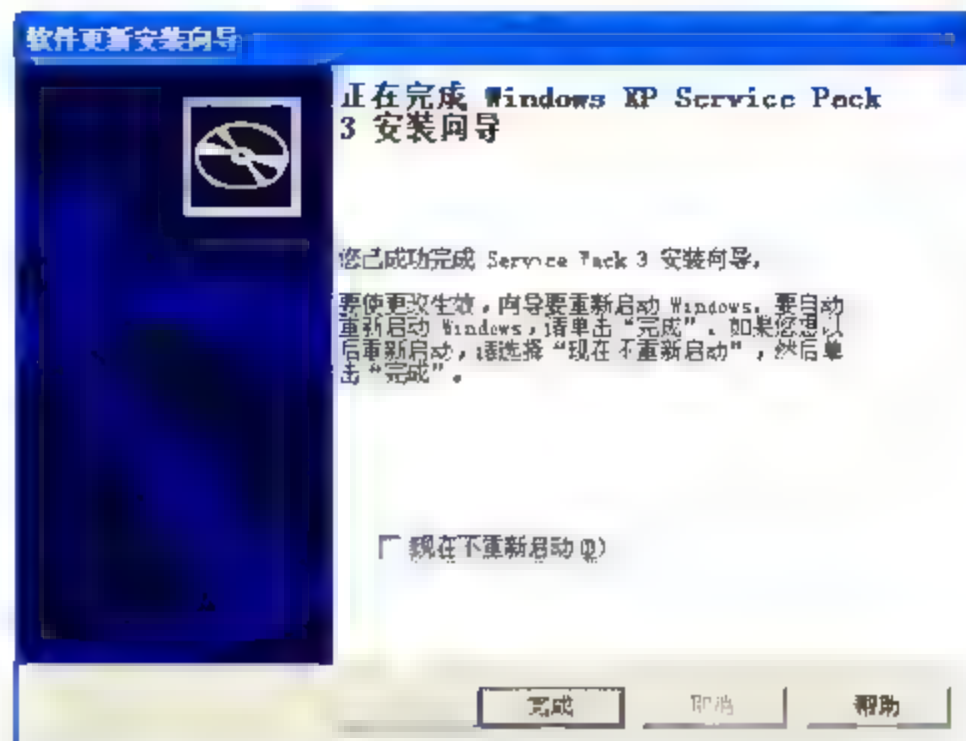 软件更新安装向导
正在完成 Windows XP Service Pack
3 安装向导
您已成功完成 Service Pack 3 安装向导。
要使更改生效，向导要重新启动 Windows。要自动
重新启动 Windows，请单击“完成”。如果您想以
后重新启动，请选择“现在不重新启动”，然后单
击“完成”。
现在不重新启动(D)
完成 取消 帮助